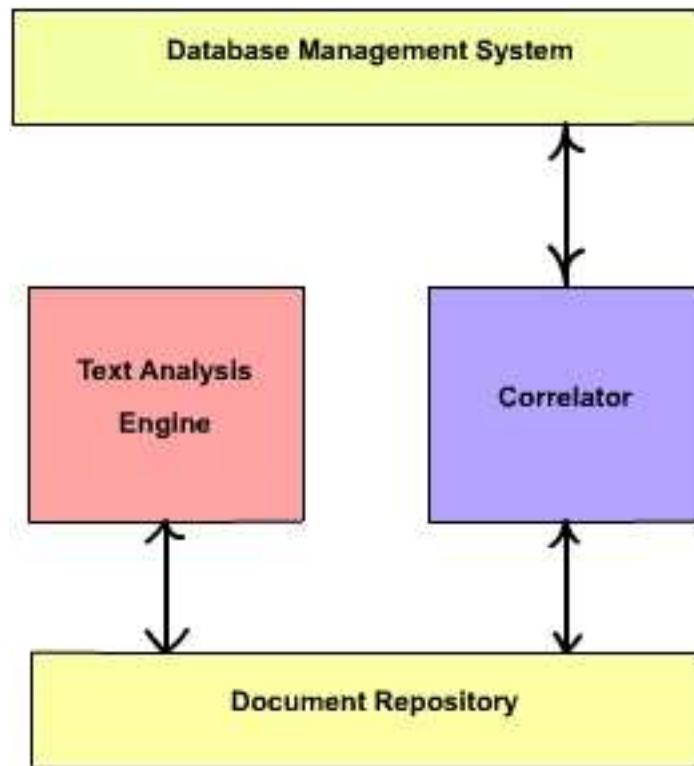 Database Management System
Text Analysis
Engine
Correlator
Document Repository